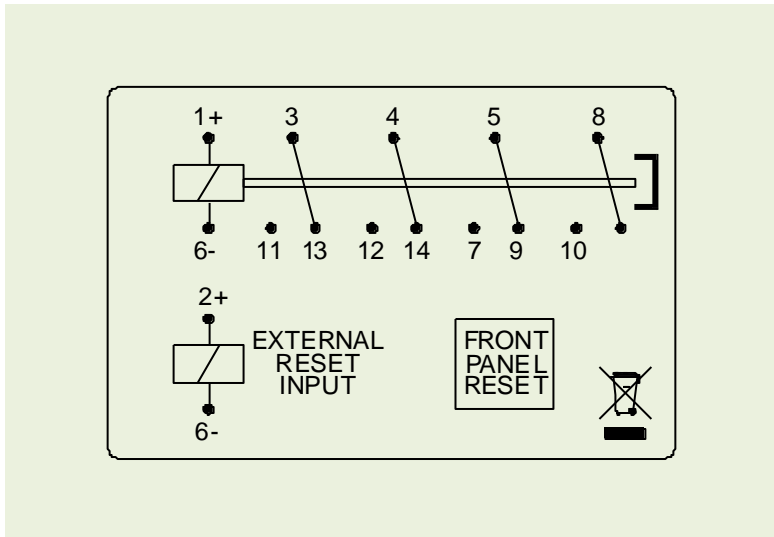 1+ 3 4 5 8
6- 11 13 12 14 7 9 10
2+
EXTERNAL
RESET
INPUT
FRONT
PANEL
RESET
6-